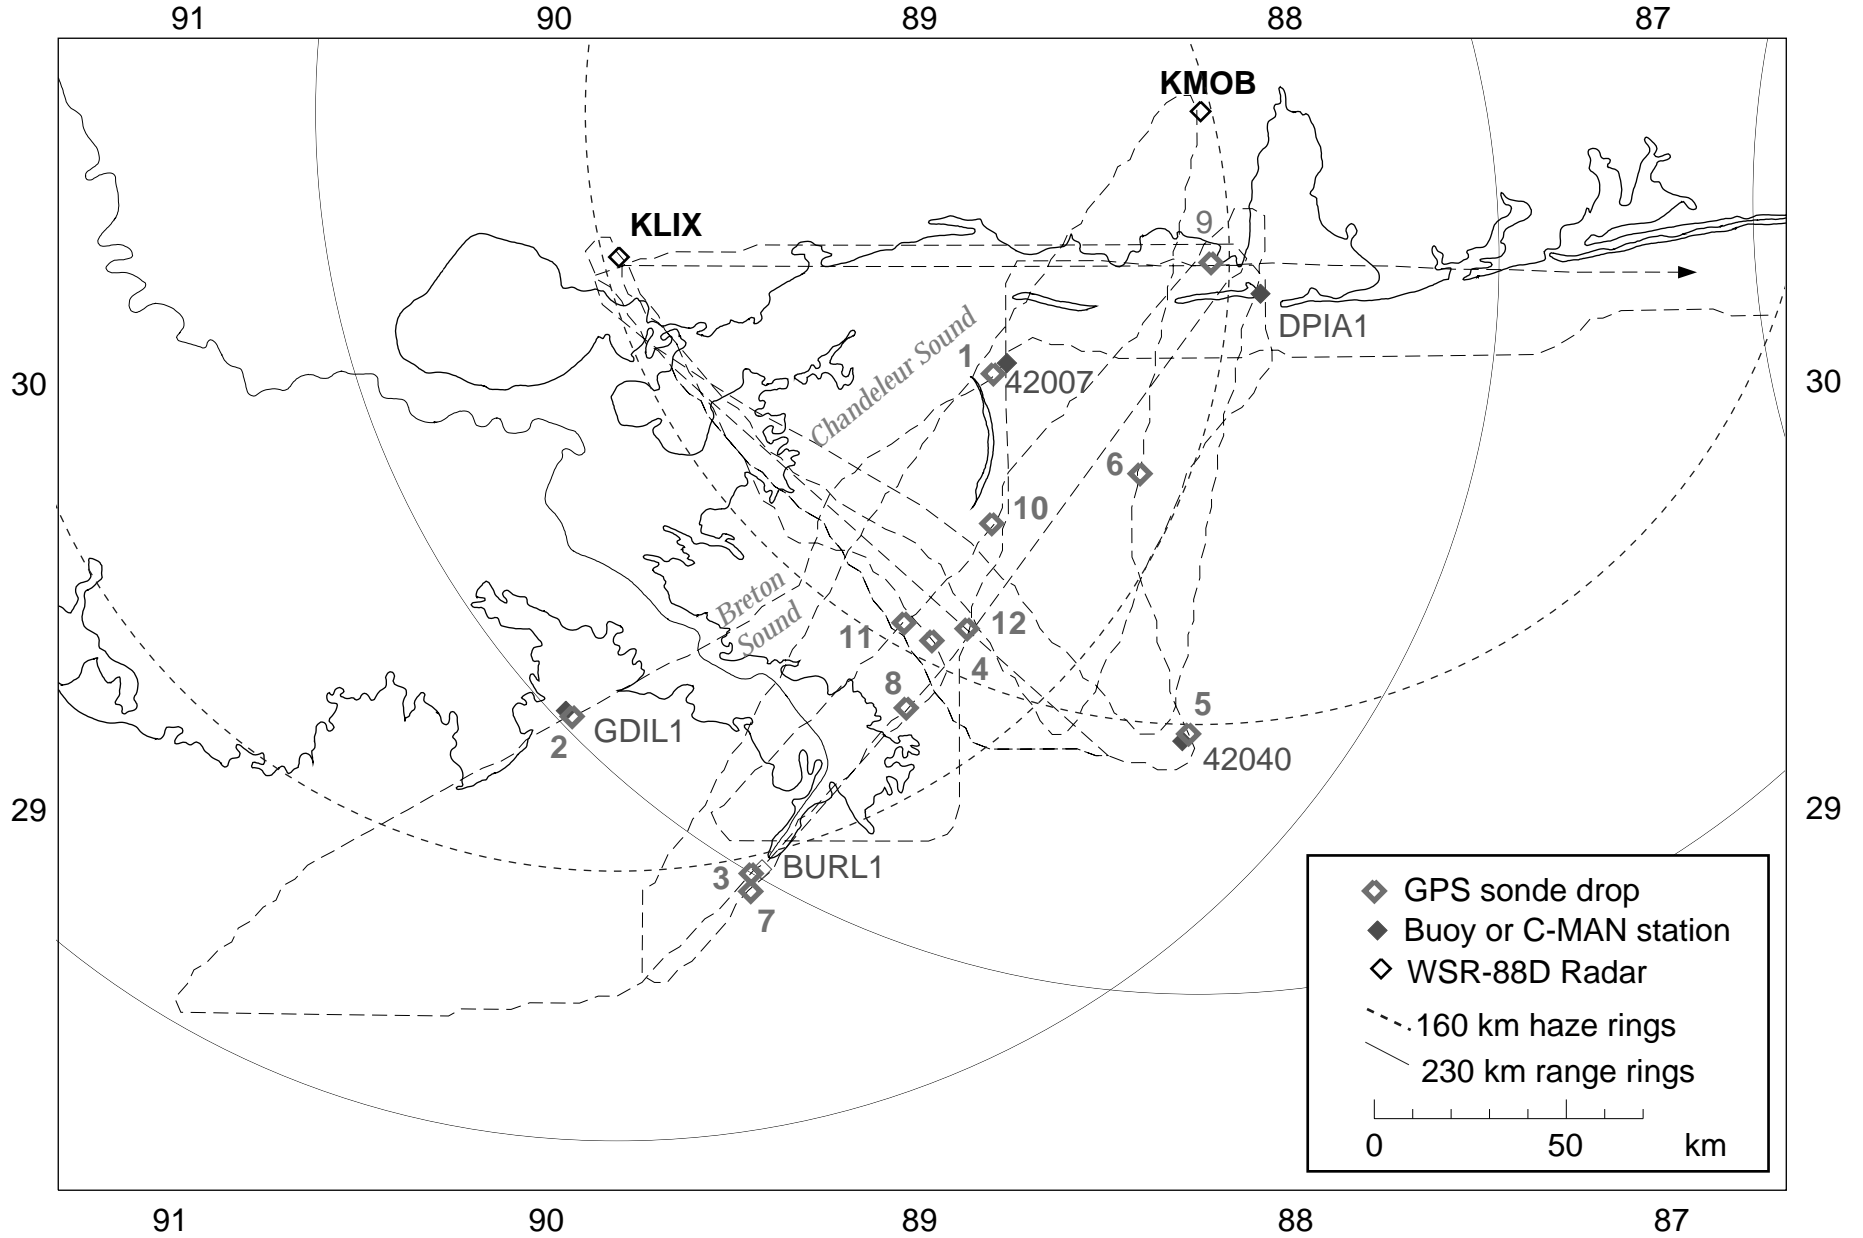 91 90 89 88 87
KMOB
9
KLIX
DPIA1
Chandeleur Sound
1
42007
30 30
6
10
Breton
Sound
11 12
4
8
5
GDIL1
2
42040
29 29
BURL1
3
7
GPS sonde drop
Buoy or C-MAN station
WSR-88D Radar
160 km haze rings
230 km range rings
0 50 km
91 90 89 88 87